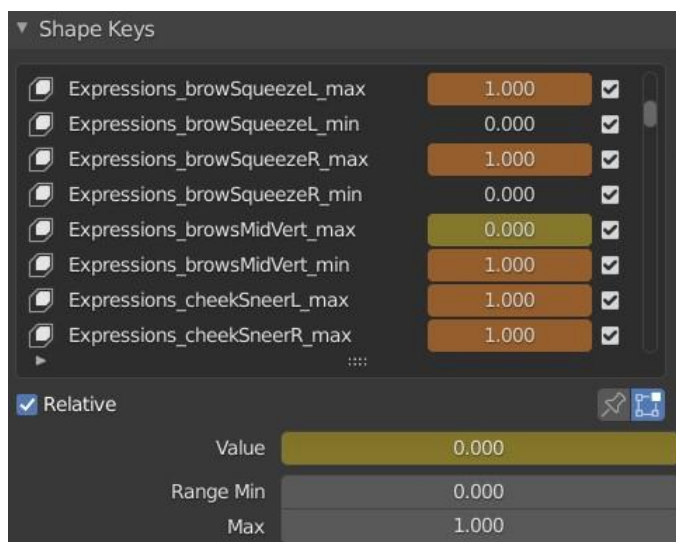 Shape Keys
Expressions_browSqueezeL_max 1.000
Expressions_browSqueezeL_min 0.000
Expressions_browSqueezeR_max 1.000
Expressions_browSqueezeR_min 0.000
Expressions_browsMidVert_max 0.000
Expressions_browsMidVert_min 1.000
Expressions_cheekSneerL_max 1.000
Expressions_cheekSneerR_max 1.000
Relative
Value 0.000
Range Min 0.000
Max 1.000